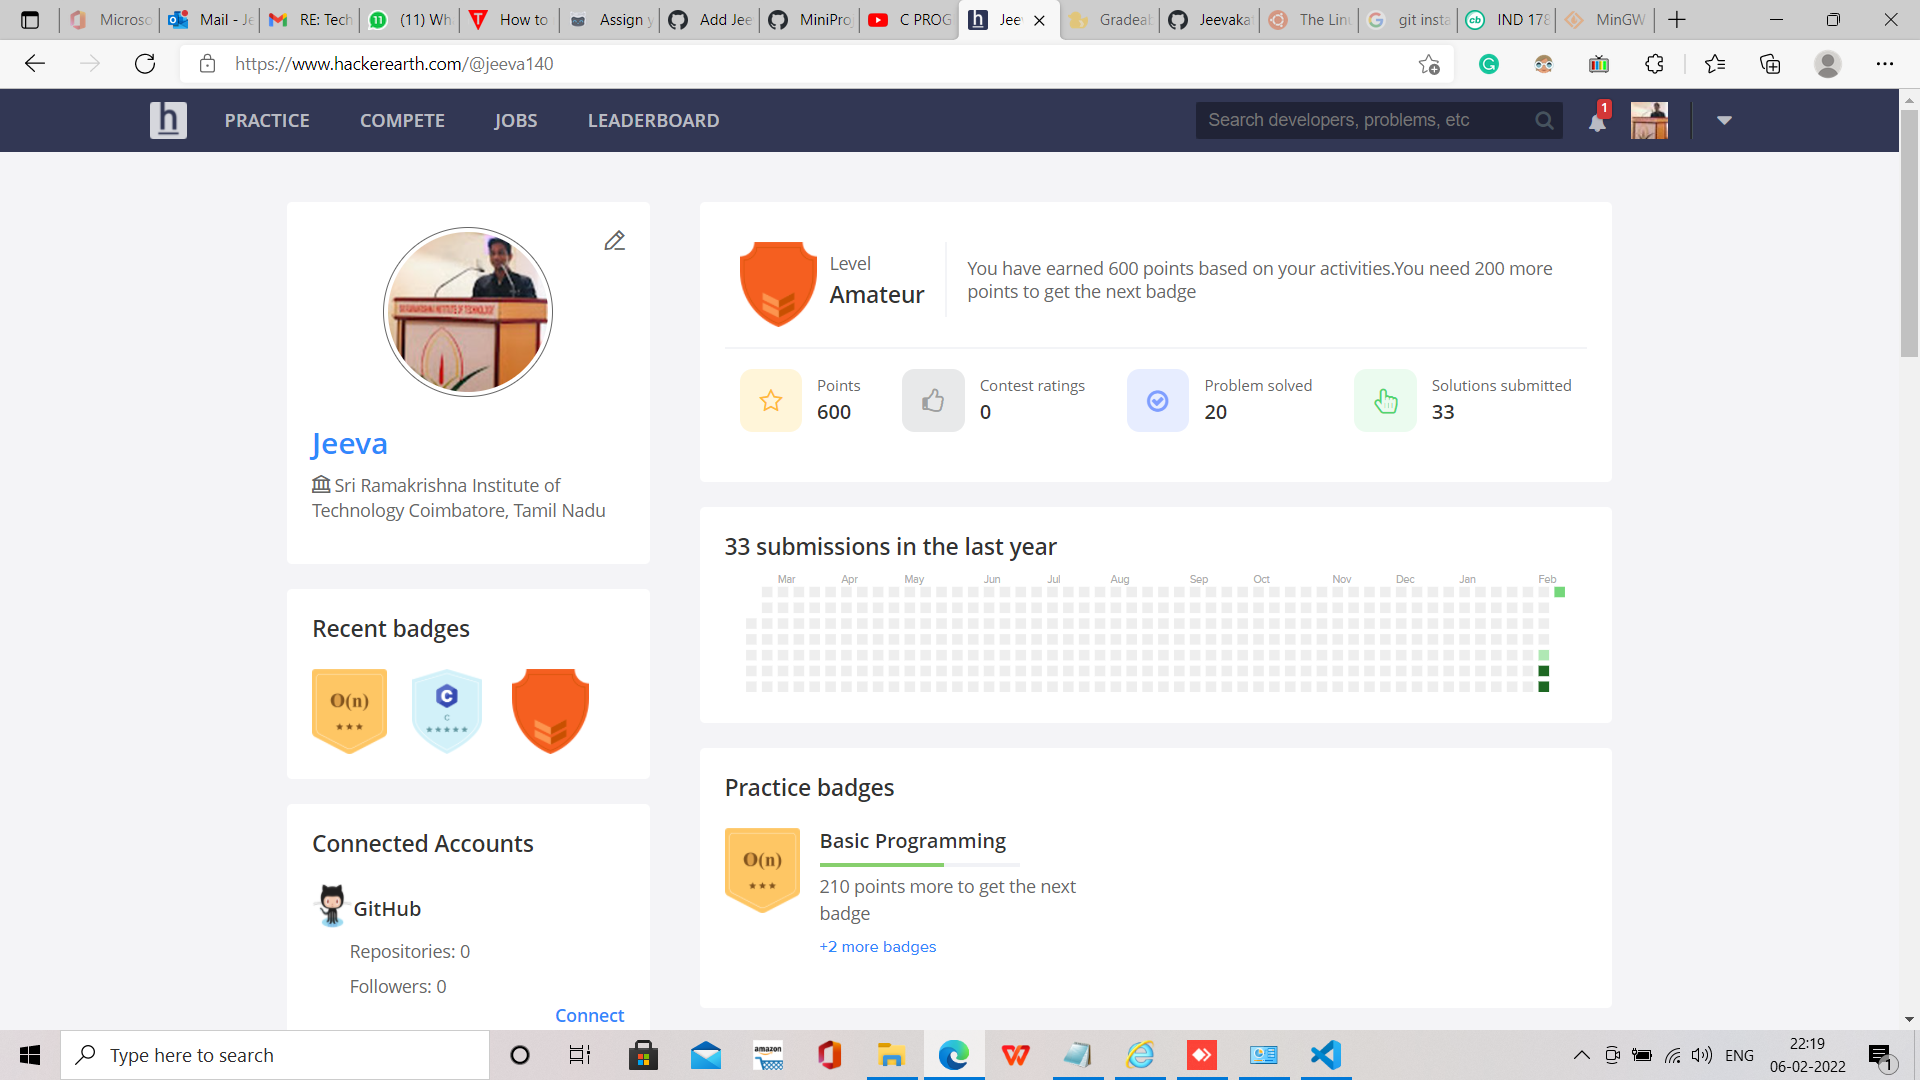 Microso
Mail - Je
RE: Tech
(11) Wha
How to
Assign y
Add Jee
MiniPro
C PROG
Jee
Gradeab
Jeevaka
The Linu
git insta
IND 178
MinGW
https://www.hackerearth.com/@jeeva140
h PRACTICE COMPETE JOBS LEADERBOARD
Search developers, problems, etc
1
Level
Amateur
You have earned 600 points based on your activities.You need 200 more
points to get the next badge
Points
600
Contest ratings
0
Problem solved
20
Solutions submitted
33
Jeeva
Sri Ramakrishna Institute of
Technology Coimbatore, Tamil Nadu
33 submissions in the last year
Mar Apr May Jun Jul Aug Sep Oct Nov Dec Jan Feb
Recent badges
O(n)
C
C
Practice badges
O(n)
Basic Programming
210 points more to get the next
badge
+2 more badges
Connected Accounts
GitHub
Repositories: 0
Followers: 0
Connect
Type here to search
amazon
ENG
22:19
06-02-2022
1